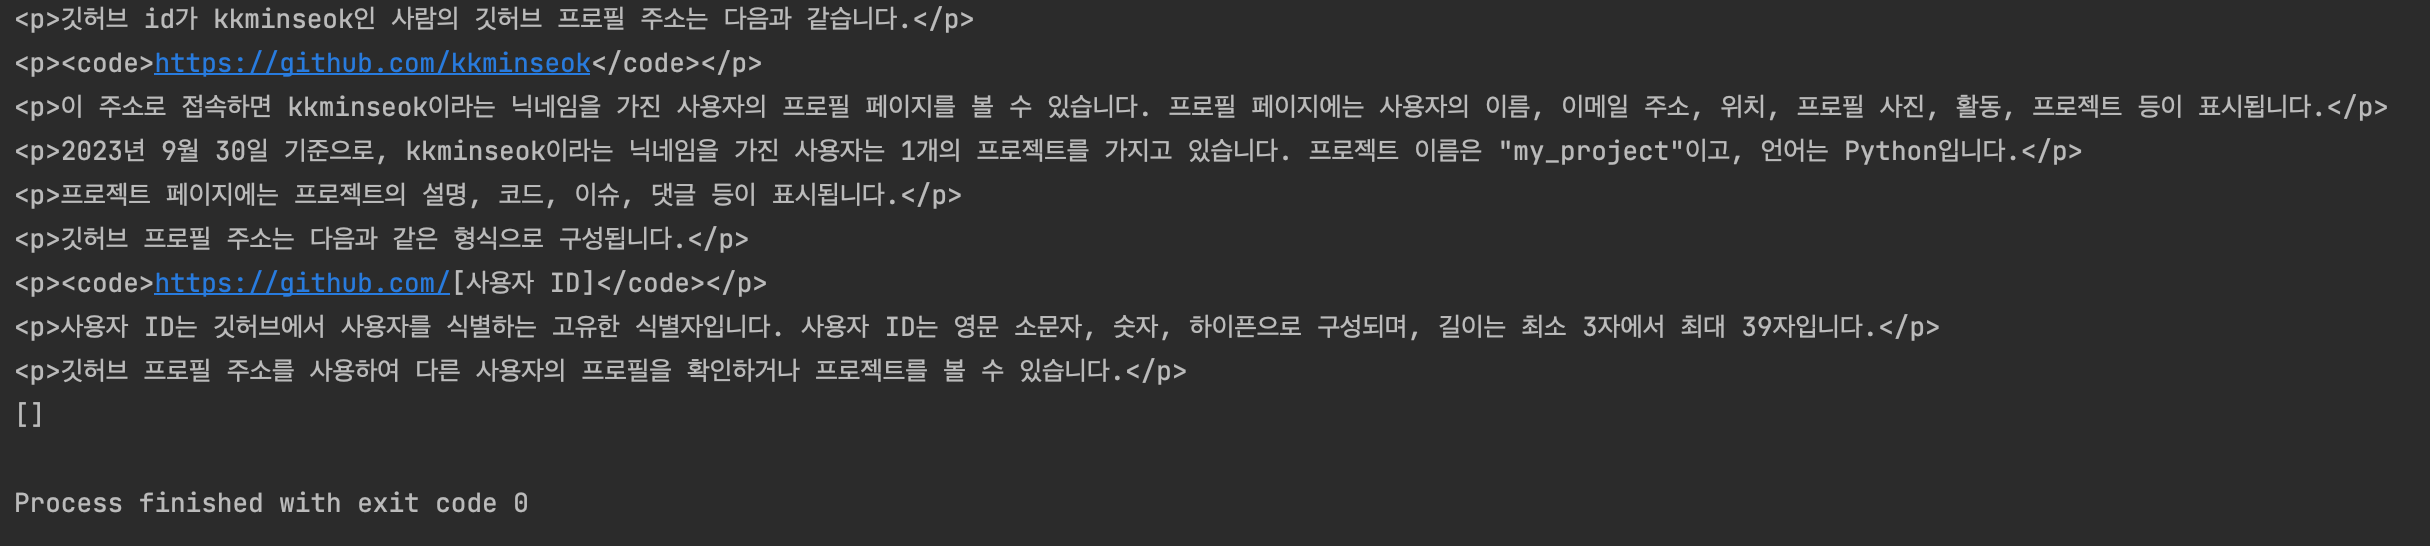 <p>깃허브 id가 kkminseok인 사람의 깃허브 프로필 주소는 다음과 같습니다.</p>
<p><code>https://github.com/kkminseok</code></p>
<p>이 주소로 접속하면 kkminseok이라는 닉네임을 가진 사용자의 프로필 페이지를 볼 수 있습니다. 프로필 페이지에는 사용자의 이름, 이메일 주소, 위치, 프로필 사진, 활동, 프로젝트 등이 표시됩니다.</p>
<p>2023년 9월 30일 기준으로, kkminseok이라는 닉네임을 가진 사용자는 1개의 프로젝트를 가지고 있습니다. 프로젝트 이름은 "my_project"이고, 언어는 Python입니다.</p>
<p>프로젝트 페이지에는 프로젝트의 설명, 코드, 이슈, 댓글 등이 표시됩니다.</p>
<p>깃허브 프로필 주소는 다음과 같은 형식으로 구성됩니다.</p>
<p><code>https://github.com/[사용자 ID]</code></p>
<p>사용자 ID는 깃허브에서 사용자를 식별하는 고유한 식별자입니다. 사용자 ID는 영문 소문자, 숫자, 하이픈으로 구성되며, 길이는 최소 3자에서 최대 39자입니다.</p>
<p>깃허브 프로필 주소를 사용하여 다른 사용자의 프로필을 확인하거나 프로젝트를 볼 수 있습니다.</p>
[]
Process finished with exit code 0